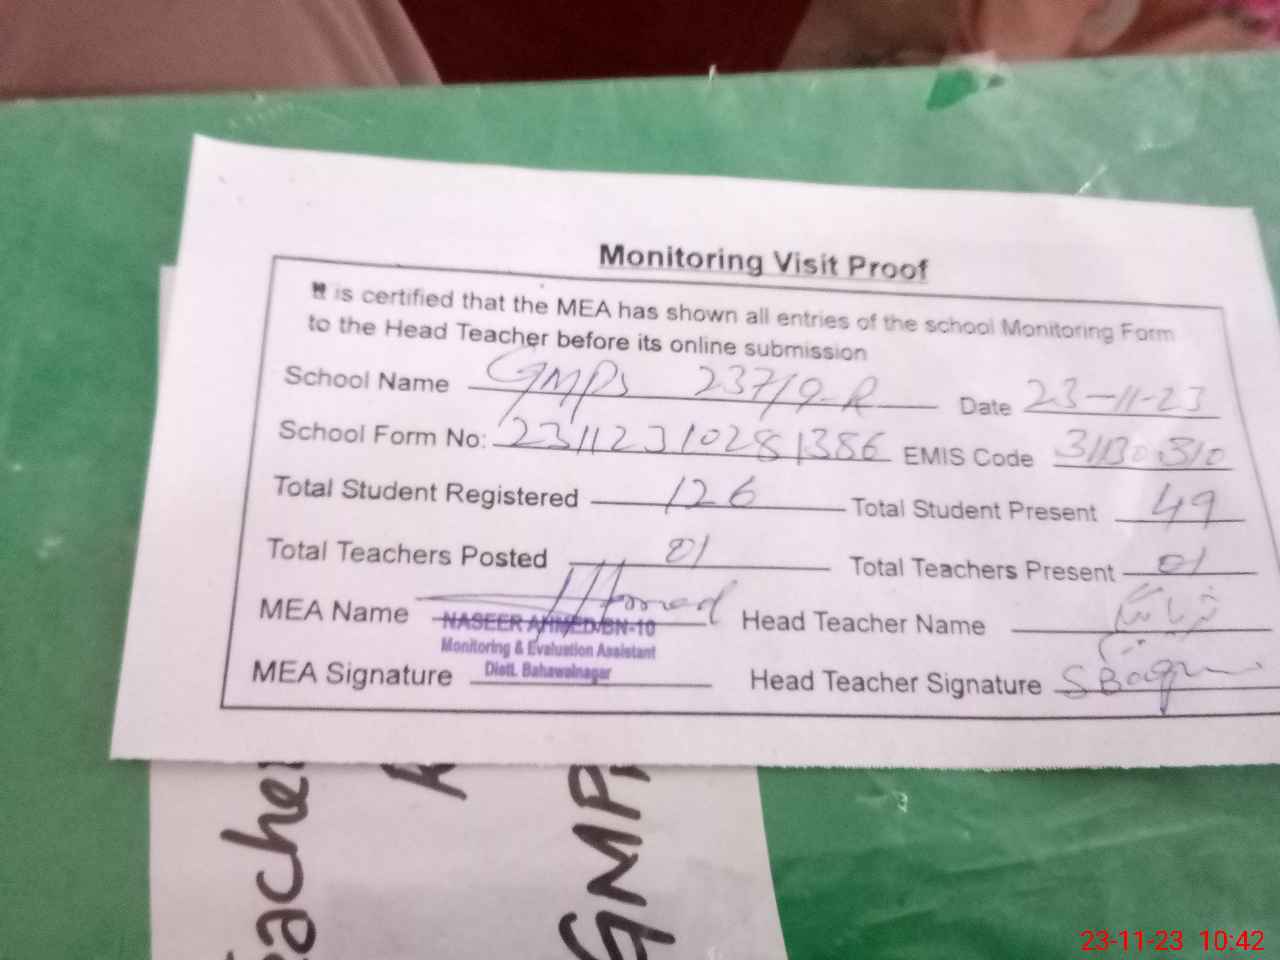 Monitoring Visit Proof
It is certified that the MEA has shown all entries of the school Monitoring Form
to the Head Teacher before its online submission
School Name GMPS 237/9-R Date 23-11-23
School Form No: 23112310281386 EMIS Code
Total Student Registered 126 Total Student Present 49
Total Teachers Posted 01 Total Teachers Present 01
MEA Name Head Teacher Name
NASEER AHMED/BN-10
Monitoring & Evaluation Assistant
Distt. Bahawalnagar
MEA Signature Head Teacher Signature
GMP
23-11-23 10:42